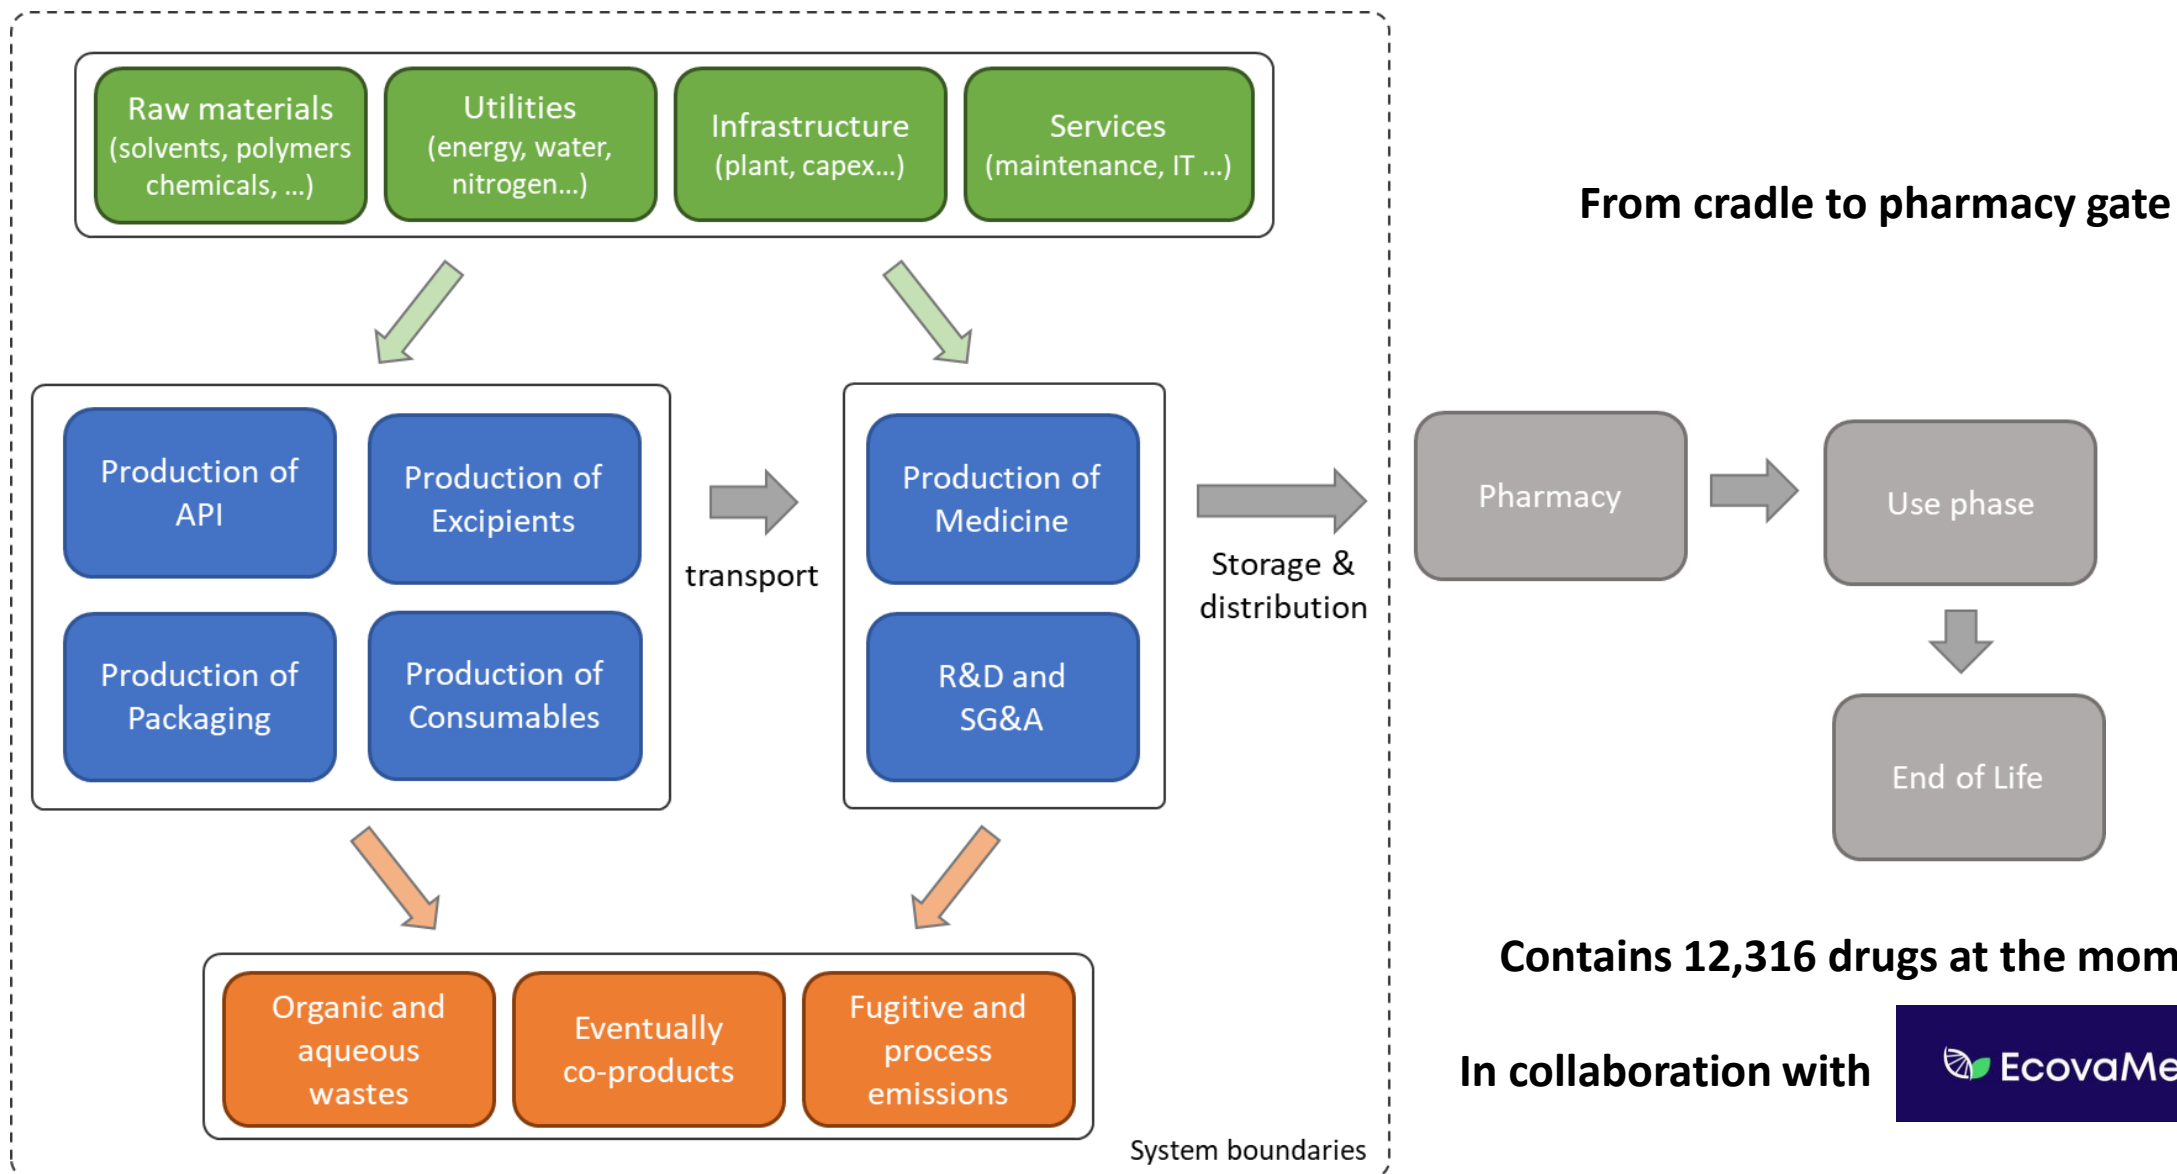 Raw materials
(solvents, polymers
chemicals, …)
Utilities
(energy, water,
nitrogen…)
Infrastructure
(plant, capex…)
Services
(maintenance, IT …)
From cradle to pharmacy gate
Production of
API
Production of
Excipients
Production of
Packaging
Production of
Consumables
transport
Production of
Medicine
R&D and
SG&A
Storage &
distribution
Pharmacy
Use phase
End of Life
Organic and
aqueous
wastes
Eventually
co-products
Fugitive and
process
emissions
System boundaries
Contains 12,316 drugs at the mom
In collaboration with
EcovaMe